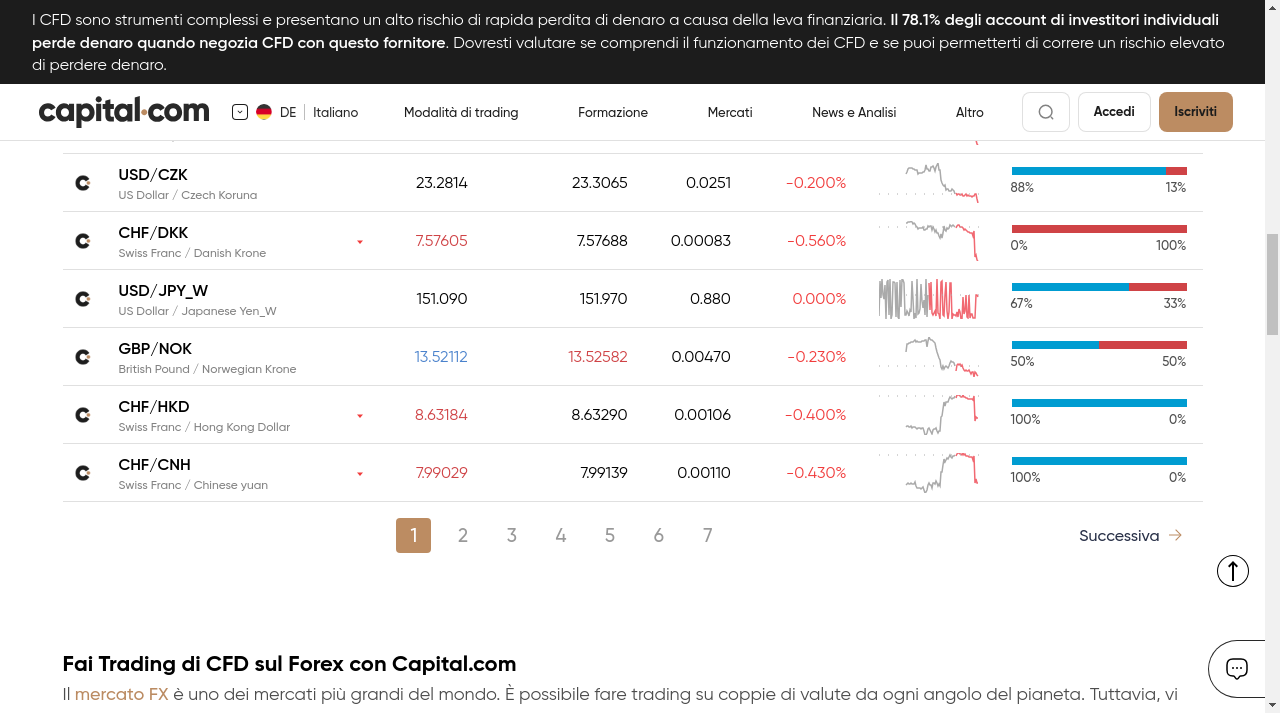 I CFD sono strumenti complessi e presentano un alto rischio di rapida perdita di denaro a causa della leva finanziaria. Il 78.1% degli account di investitori individuali
perde denaro quando negozia CFD con questo fornitore. Dovresti valutare se comprendi il funzionamento dei CFD e se puoi permetterti di correre un rischio elevato
di perdere denaro.
capital.com DE Italiano Modalità di trading Formazione Mercati News e Analisi Altro Accedi Iscriviti
USD/CZK 23.2814 23.3065 0.0251 -0.200%
US Dollar / Czech Koruna 88% 13%
CHF/DKK 7.57605 7.57688 0.00083 -0.560%
Swiss Franc / Danish Krone 0% 100%
USD/JPY_W 151.090 151.970 0.880 0.000%
US Dollar / Japanese Yen_W 67% 33%
GBP/NOK 13.52112 13.52582 0.00470 -0.230%
British Pound / Norwegian Krone 50% 50%
CHF/HKD 8.63184 8.63290 0.00106 -0.400%
Swiss Franc / Hong Kong Dollar 100% 0%
CHF/CNH 7.99029 7.99139 0.00110 -0.430%
Swiss Franc / Chinese yuan 100% 0%
1 2 3 4 5 6 7 Successiva
Fai Trading di CFD sul Forex con Capital.com
Il mercato FX è uno dei mercati più grandi del mondo. È possibile fare trading su coppie di valute da ogni angolo del pianeta. Tuttavia, vi